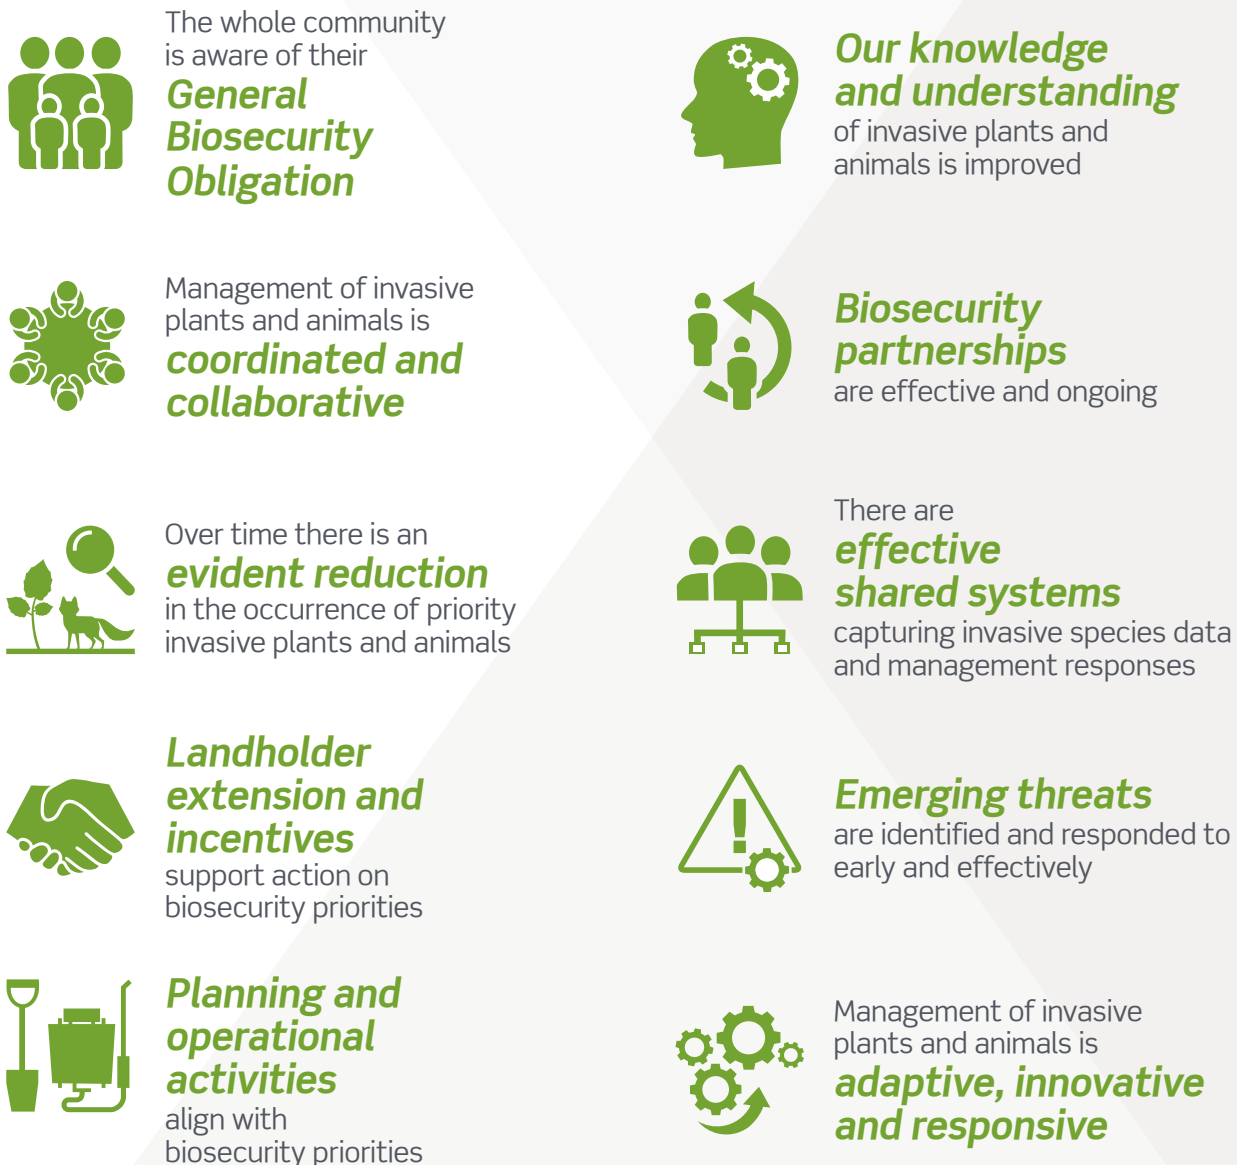 The whole community
is aware of their
General
Biosecurity
Obligation
Management of invasive
plants and animals is
coordinated and
collaborative
Over time there is an
evident reduction
in the occurrence of priority
invasive plants and animals
Landholder
extension and
incentives
support action on
biosecurity priorities
Planning and
operational
activities
align with
biosecurity priorities
Our knowledge
and understanding
of invasive plants and
animals is improved
Biosecurity
partnerships
are effective and ongoing
There are
effective
shared systems
capturing invasive species data
and management responses
Emerging threats
are identified and responded to
early and effectively
Management of invasive
plants and animals is
adaptive, innovative
and responsive